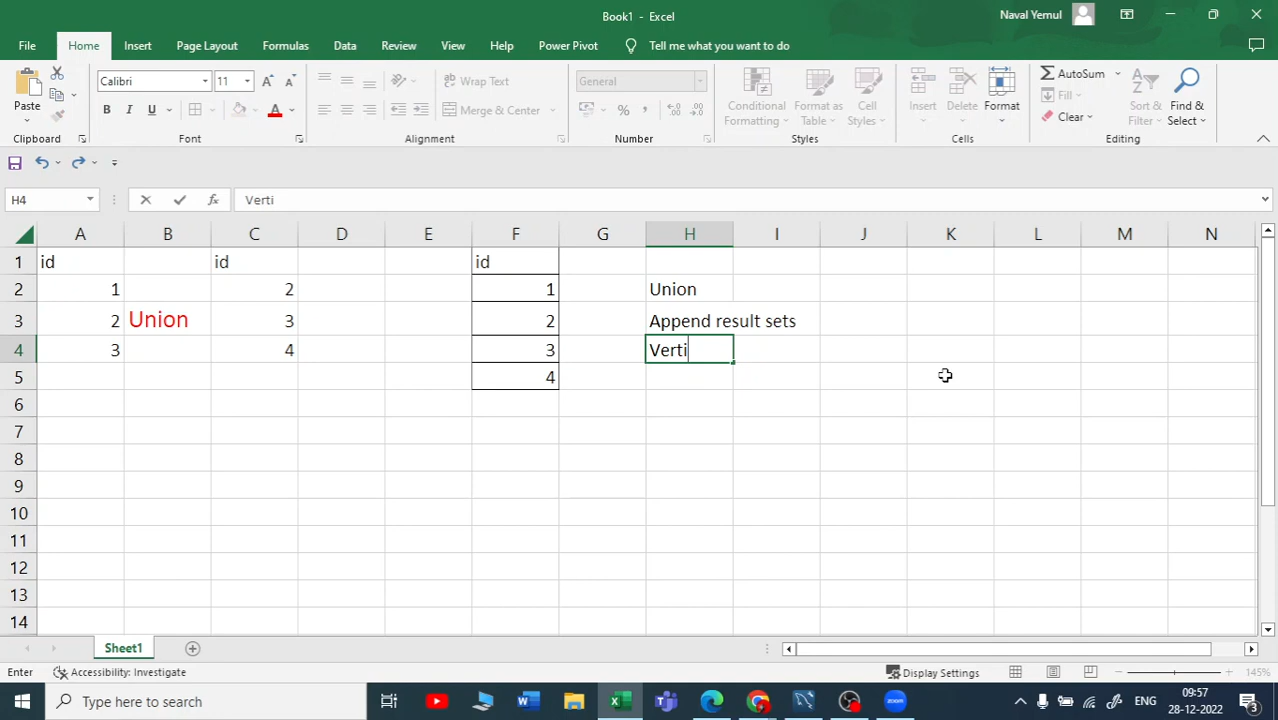 Book1 - Excel
Naval Yemul
File Home Insert Page Layout Formulas Data Review View Help Power Pivot Tell me what you want to do
Calibri 11 Wrap Text General AutoSum
Paste Conditional Format as Cell Insert Delete Format Fill Sort & Find &
B I U Merge & Center % , Formatting Table Styles Clear Filter Select
Clipboard Font Alignment Number Styles Cells Editing
H4 fx Verti
A B C D E F G H I J K L M N
1 id id id
2 1 2 1 Union
3 2 Union 3 2 Append result sets
4 3 4 3 Verti
5 4
6
7
8
9
10
11
12
13
14
Sheet1
Enter Accessibility: Investigate Display Settings 145%
Type here to search ENG 09:57
28-12-2022 3